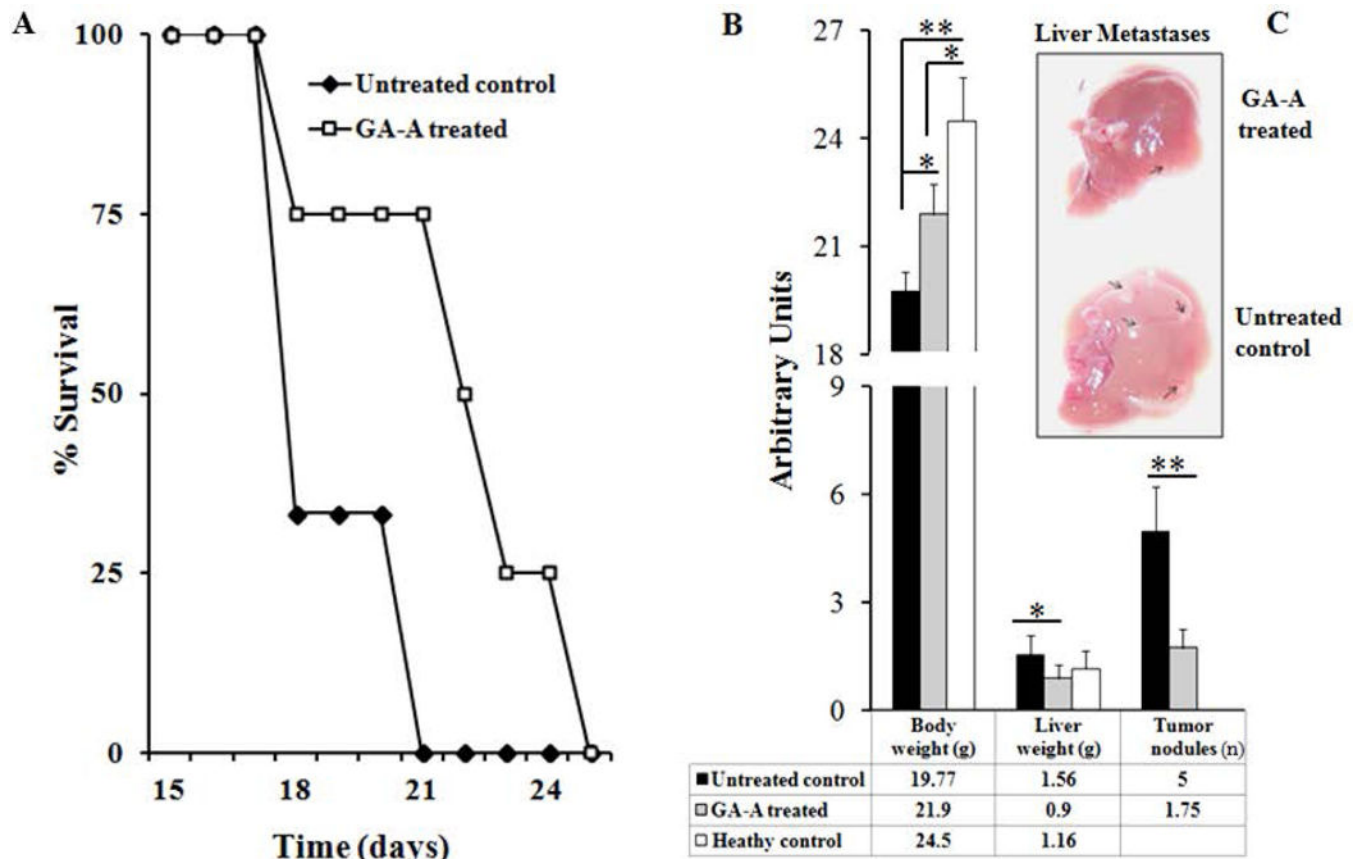 A
100
75
50
25
0
% Survival
Untreated control
GA-A treated
15 18 21 24
Time (days)
B
27
24
21
18
9
6
3
0
Arbitrary Units
**
*
*
*
**
Body weight (g)
Liver weight (g)
Tumor nodules (n)
Untreated control 19.77 1.56 5
GA-A treated 21.9 0.9 1.75
Heathy control 24.5 1.16
C
Liver Metastases
GA-A
treated
Untreated
control